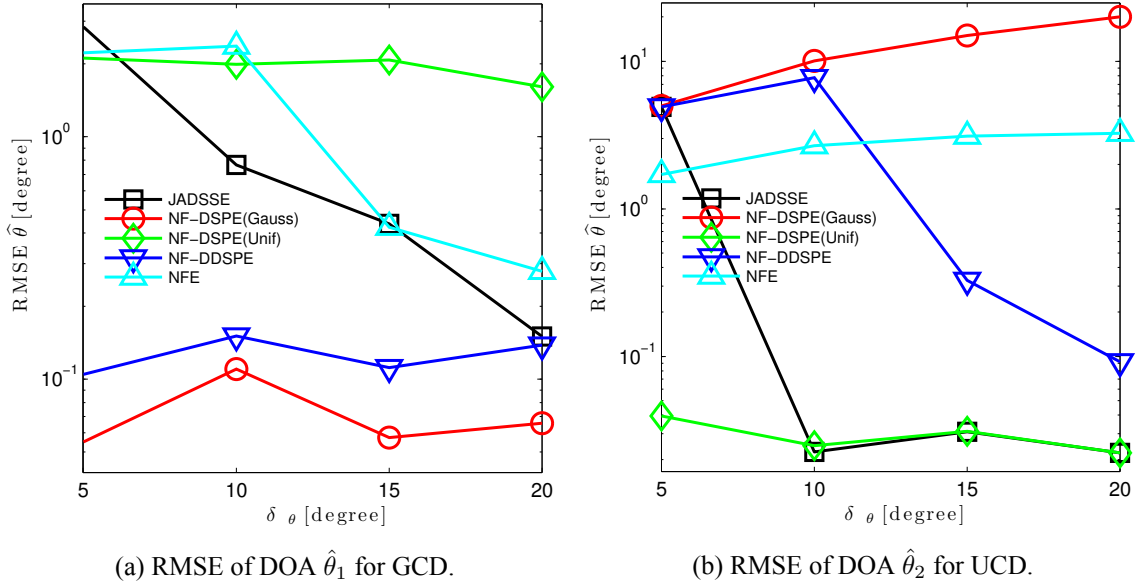 10^0
10^-1
RMSE θ̂ [degree]
JADSSE
NF-DSPE(Gauss)
NF-DSPE(Unif)
NF-DDSPE
NFE
5 10 15 20
δ θ [degree]
(a) RMSE of DOA θ̂₁ for GCD.
10^1
10^0
10^-1
RMSE θ̂ [degree]
JADSSE
NF-DSPE(Gauss)
NF-DSPE(Unif)
NF-DDSPE
NFE
5 10 15 20
δ θ [degree]
(b) RMSE of DOA θ̂₂ for UCD.